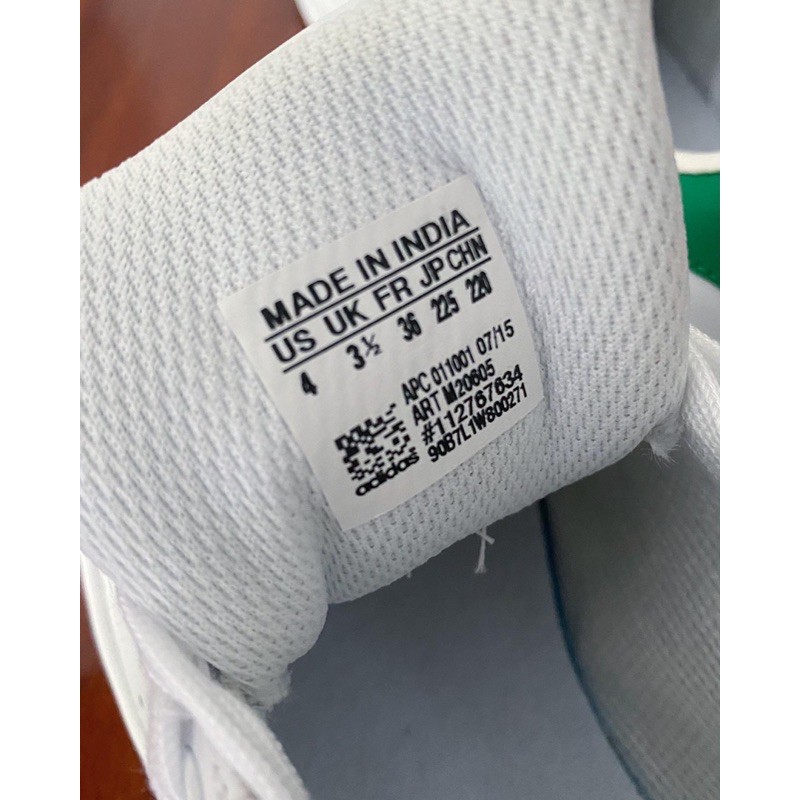 MADE IN INDIA
US UK FR JP CHN
4 3½ 36 225 220
APC 011001 07/15
ART M20605
#112767634
90B7L1W800271
adidas